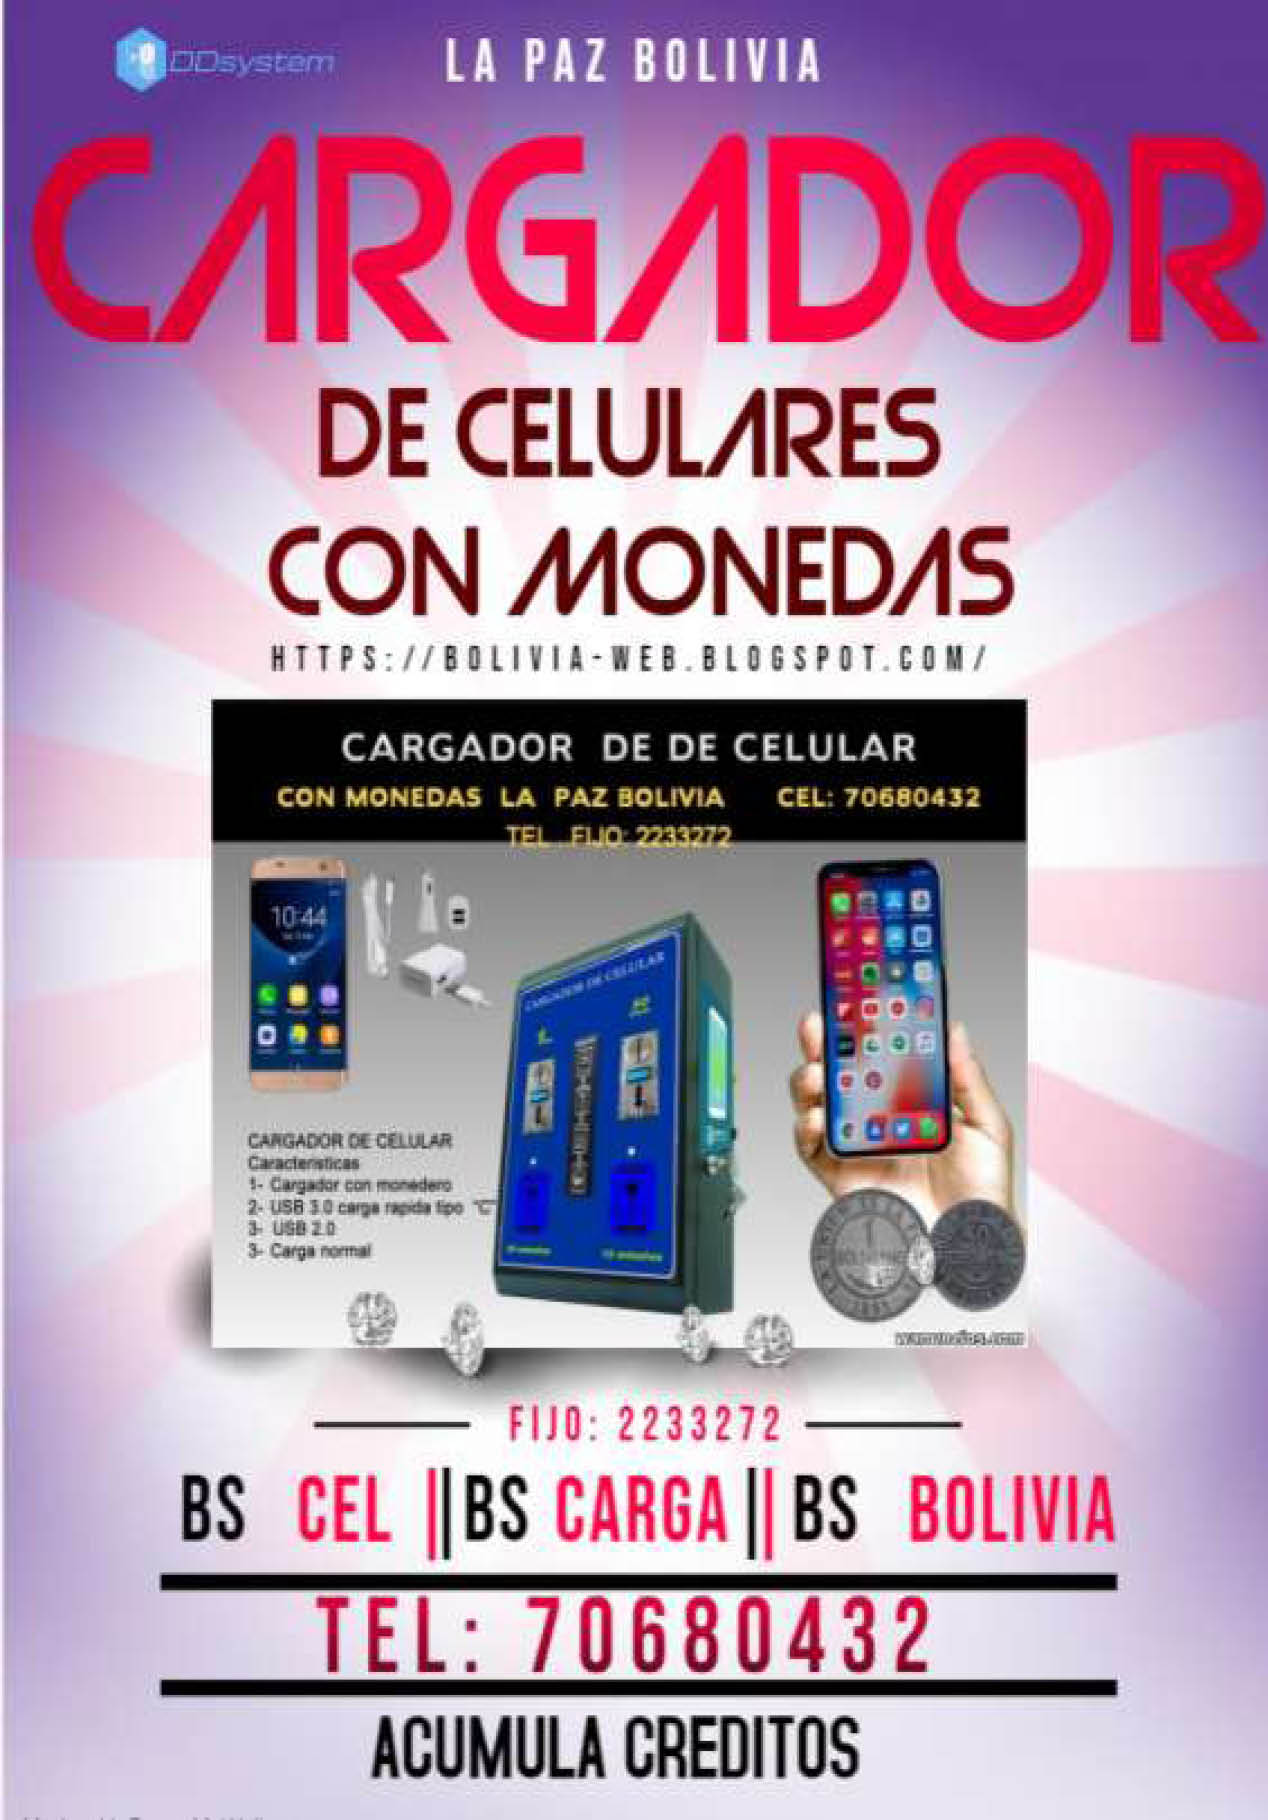 DDsystem
LA PAZ BOLIVIA
CARGADOR
DE CELULARES
CON MONEDAS
HTTPS://BOLIVIA-WEB.BLOGSPOT.COM/
CARGADOR DE DE CELULAR
CON MONEDAS LA PAZ BOLIVIA CEL: 70680432
TEL . FIJO: 2233272
10:44
CARGADOR DE CELULAR
CARGADOR DE CELULAR
Caracteristicas
1- Cargador con monedero
2- USB 3.0 carga rapida tipo "C"
3- USB 2.0
3- Carga normal
FIJO: 2233272
BS CEL ||BS CARGA|| BS BOLIVIA
TEL: 70680432
ACUMULA CREDITOS